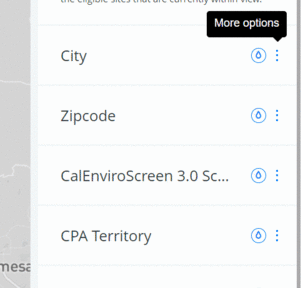 the eligible sites that are currently within view.
More options
City
Zipcode
CalEnviroScreen 3.0 Sc...
CPA Territory
mesa